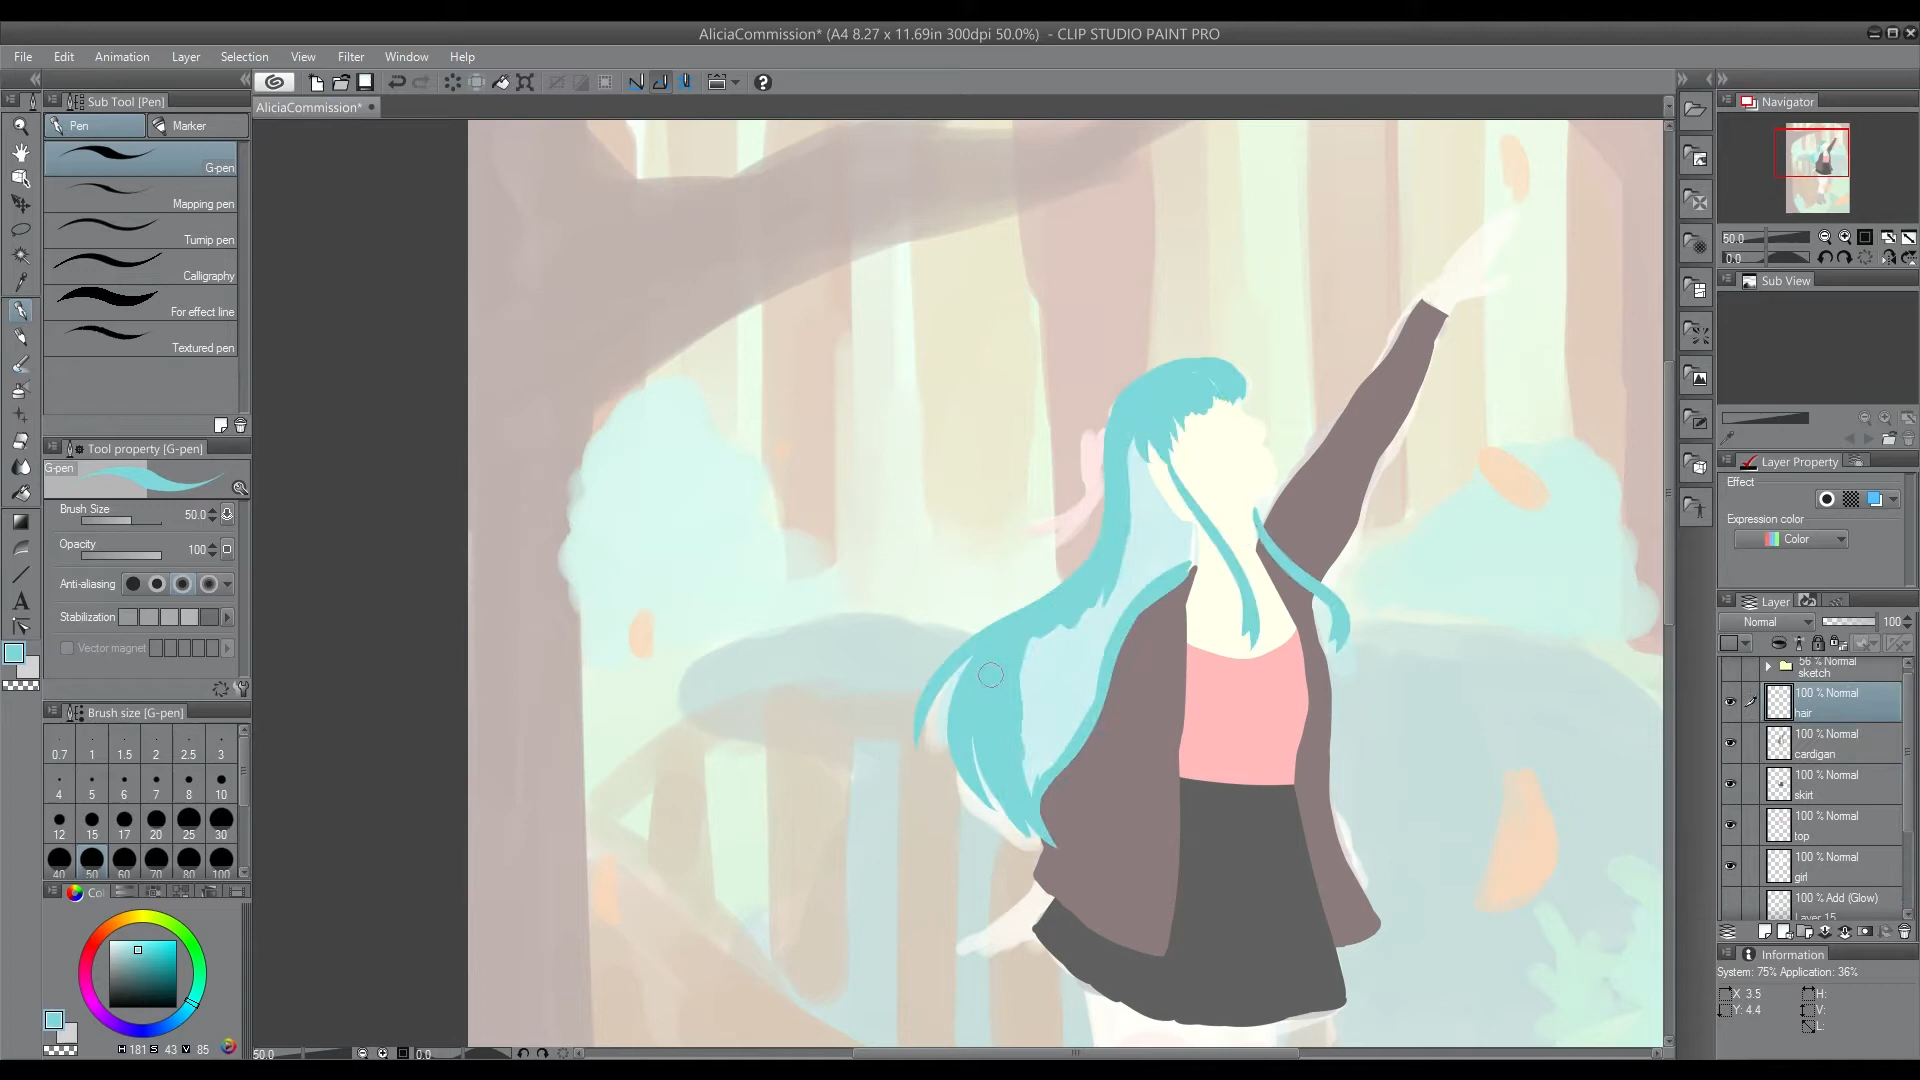 AliciaCommission* (A4 8.27 x 11.69in 300dpi 50.0%) - CLIP STUDIO PAINT PRO
File Edit Animation Layer Selection View Filter Window Help
Sub Tool [Pen]
Pen Marker
G-pen
Mapping pen
Turnip pen
Calligraphy
For effect line
Textured pen
Tool property [G-pen]
G-pen
Brush Size 50.0
Opacity 100
Anti-aliasing
Stabilization
Vector magnet
Brush size [G-pen]
0.7 1 1.5 2 2.5 3
4 5 6 7 8 10
12 15 17 20 25 30
40 50 60 70 80 100
Col
H 181 S 43 V 85
AliciaCommission*
50.0 0.0
Navigator
50.0
0.0
Sub View
Layer Property
Effect
Expression color
Color
Layer
Normal 100
56 % Normal
sketch
100 % Normal
hair
100 % Normal
cardigan
100 % Normal
skirt
100 % Normal
top
100 % Normal
girl
100 % Add (Glow)
Layer 15
Information
System: 75% Application: 36%
X 3.5 H:
Y: 4.4 V:
L: